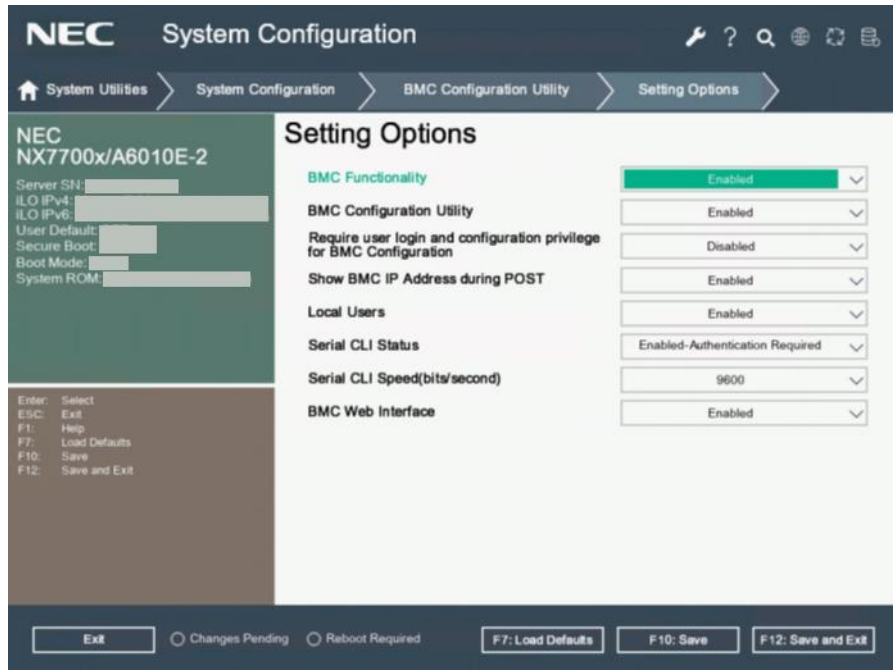 NEC System Configuration
System Utilities System Configuration BMC Configuration Utility Setting Options
NEC
NX7700x/A6010E-2
Server SN:
iLO IPv4:
iLO IPv6:
User Default:
Secure Boot:
Boot Mode:
System ROM:
Enter: Select
ESC: Exit
F1: Help
F7: Load Defaults
F10: Save
F12: Save and Exit
Setting Options
BMC Functionality Enabled
BMC Configuration Utility Enabled
Require user login and configuration privilege
for BMC Configuration Disabled
Show BMC IP Address during POST Enabled
Local Users Enabled
Serial CLI Status Enabled-Authentication Required
Serial CLI Speed(bits/second) 9600
BMC Web Interface Enabled
Exit Changes Pending Reboot Required F7: Load Defaults F10: Save F12: Save and Exit